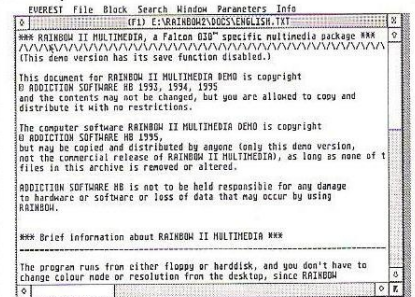 EVEREST File Block Search Window Parameters Info
(F1) E:\RAINBOW2\DOCS\ENGLISH.TXT
*** RAINBOW II MULTIMEDIA, a Falcon 030™ specific multimedia package ***
/\/\/\/\/\/\/\/\/\/\/\/\/\/\/\/\/\/\/\/\/\/\/\/\/\/\/\/\/\/\/\/\/\/\/\/\
(This demo version has its save function disabled.)
This document for RAINBOW II MULTIMEDIA DEMO is copyright
© ADDICTION SOFTWARE HB 1993, 1994, 1995
and the contents may not be changed, but you are allowed to copy and
distribute it with no restrictions.
The computer software RAINBOW II MULTIMEDIA DEMO is copyright
© ADDICTION SOFTWARE HB 1995,
but may be copied and distributed by anyone (only this demo version,
not the commercial release of RAINBOW II MULTIMEDIA), as long as none of t
files in this archive is removed or altered.
ADDICTION SOFTWARE HB is not to be held responsible for any damage
to hardware or software or loss of data that may occur by using
RAINBOW.
*** Brief information about RAINBOW II MULTIMEDIA ***
--------------------------------------------------------------------------
The program runs from either floppy or harddisk, and you don't have to
change colour mode or resolution from the desktop, since RAINBOW